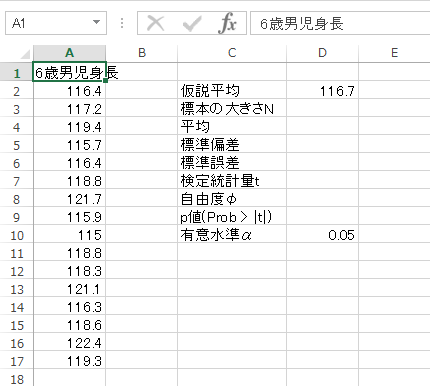 A1 fx 6歳男児身長
A B C D E
1 6歳男児身長
2 116.4 仮説平均 116.7
3 117.2 標本の大きさN
4 119.4 平均
5 115.7 標準偏差
6 116.4 標準誤差
7 118.8 検定統計量t
8 121.7 自由度φ
9 115.9 p値(Prob > |t|)
10 115 有意水準α 0.05
11 118.8
12 118.3
13 121.1
14 116.3
15 118.6
16 122.4
17 119.3
18